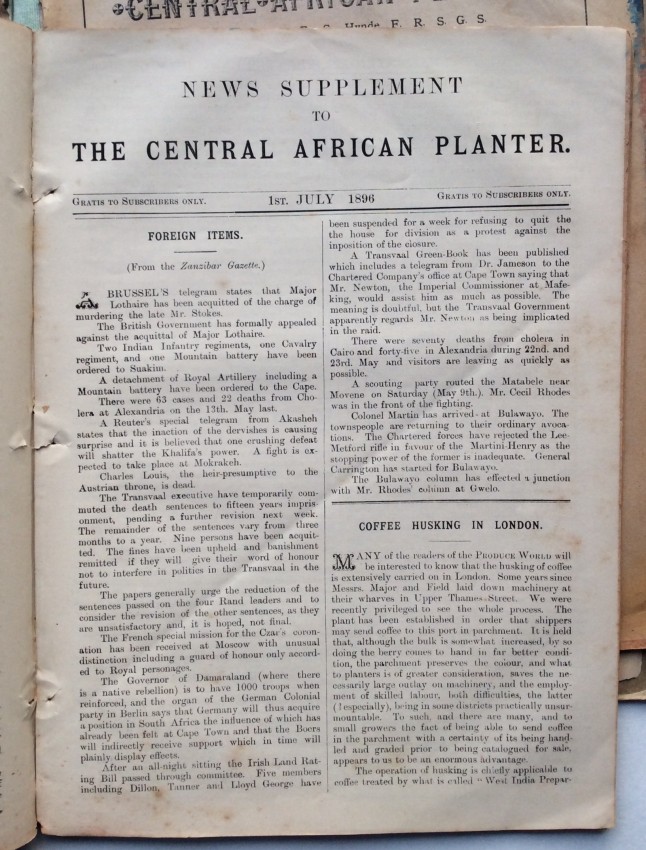 CENTRAL AFRICAN
F. R. S. G. S.
NEWS SUPPLEMENT
TO
THE CENTRAL AFRICAN PLANTER.
GRATIS TO SUBSCRIBERS ONLY.
1ST. JULY 1896
GRATIS TO SUBSCRIBERS ONLY.
FOREIGN ITEMS.
(From the Zanzibar Gazette.)
A BRUSSEL'S telegram states that Major
Lothaire has been acquitted of the charge of
murdering the late Mr. Stokes.
The British Government has formally appealed
against the acquittal of Major Lothaire.
Two Indian Infantry regiments, one Cavalry
regiment, and one Mountain battery have been
ordered to Suakim.
A detachment of Royal Artillery including a
Mountain battery have been ordered to the Cape.
There were 63 cases and 22 deaths from Cho-
lera at Alexandria on the 13th. May last.
A Reuter's special telegram from Akasheh
states that the inaction of the dervishes is causing
surprise and it is believed that one crushing defeat
will shatter the Khalifa's power. A fight is ex-
pected to take place at Mokrakeh.
Charles Louis, the heir-presumptive to the
Austrian throne, is dead.
The Transvaal executive have temporarily com-
muted the death sentences to fifteen years impris-
onment, pending a further revision next week.
The remainder of the sentences vary from three
months to a year. Nine persons have been acquit-
ted. The fines have been upheld and banishment
remitted if they will give their word of honour
not to interfere in politics in the Transvaal in the
future.
The papers generally urge the reduction of the
sentences passed on the four Rand leaders and to
consider the revision of the other sentences, as they
are unsatisfactory and, it is hoped, not final.
The French special mission for the Czar's coron-
ation has been received at Moscow with unusual
distinction including a guard of honour only accord-
ed to Royal personages.
The Governor of Damaraland (where there
is a native rebellion) is to have 1000 troops when
reinforced, and the organ of the German Colonial
party in Berlin says that Germany will thus acquire
a position in South Africa the influence of which has
already been felt at Cape Town and that the Boers
will indirectly receive support which in time will
plainly display effects.
After an all-night sitting the Irish Land Rat-
ing Bill passed through committee. Five members
including Dillon, Tanner and Lloyd George have
been suspended for a week for refusing to quit the
the house for division as a protest against the
inposition of the closure.
A Transvaal Green-Book has been published
which includes a telegram from Dr. Jameson to the
Chartered Company's office at Cape Town saying that
Mr. Newton, the Imperial Commissioner at Mafe-
king, would assist him as much as possible. The
meaning is doubtful, but the Transvaal Government
apparently regards Mr. Newton as being implicated
in the raid.
There were seventy deaths from cholera in
Cairo and forty-five in Alexandria during 22nd. and
23rd. May and visitors are leaving as quickly as
possible.
A scouting party routed the Matabele near
Movene on Saturday (May 9th.). Mr. Cecil Rhodes
was in the front of the fighting.
Colonel Martin has arrived at Bulawayo. The
townspeople are returning to their ordinary avoca-
tions. The Chartered forces have rejected the Lee-
Metford rifle in favour of the Martini Henry as the
stopping power of the former is inadequate. General
Carrington has started for Bulawayo.
The Bulawayo column has effected a junction
with Mr. Rhodes' column at Gwelo.
COFFEE HUSKING IN LONDON.
MANY of the readers of the PRODUCE WORLD will
be interested to know that the husking of coffee
is extensively carried on in London. Some years since
Messrs. Major and Field laid down machinery at
their wharves in Upper Thames Street. We were
recently privileged to see the whole process. The
plant has been established in order that shippers
may send coffee to this port in parchment. It is held
that, although the bulk is somewhat increased, by so
doing the berry comes to hand in far better condi-
tion, the parchment preserves the colour, and what
to planters is of greater consideration, saves the ne-
cessarily large outlay on machinery, and the employ-
ment of skilled labour, both difficulties, the latter
(especially), being in some districts practically unsur-
mountable. To such, and there are many, and to
small growers the fact of being able to send coffee
in the parchment with a certainty of its being hand-
led and graded prior to being catalogued for sale,
appears to us to be an enormous advantage.
The operation of husking is chiefly applicable to
coffee treated by what is called "West India Prepar-